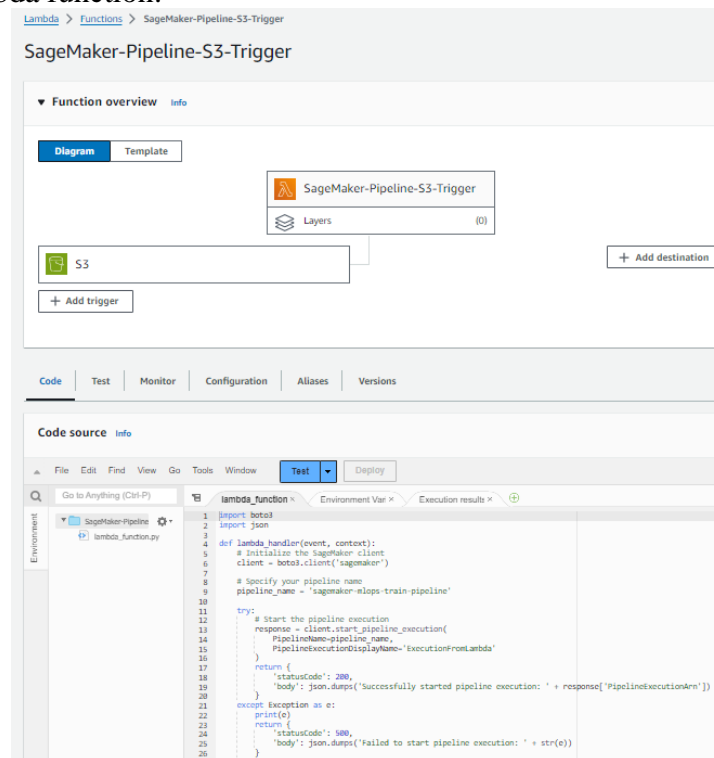 da function.
Lambda > Functions > SageMaker-Pipeline-S3-Trigger
SageMaker-Pipeline-S3-Trigger
Function overview Info
Diagram Template
SageMaker-Pipeline-S3-Trigger
Layers (0)
S3
+ Add destination
+ Add trigger
Code Test Monitor Configuration Aliases Versions
Code source Info
File Edit Find View Go Tools Window Test Deploy
Go to Anything (Ctrl-P)
lambda_function × Environment Var × Execution results ×
Environment
SageMaker-Pipeline
lambda_function.py
1 import boto3
2 import json
3
4 def lambda_handler(event, context):
5 # Initialize the SageMaker client
6 client = boto3.client('sagemaker')
7
8 # Specify your pipeline name
9 pipeline_name = 'sagemaker-mlops-train-pipeline'
10
11 try:
12 # Start the pipeline execution
13 response = client.start_pipeline_execution(
14 PipelineName=pipeline_name,
15 PipelineExecutionDisplayName='ExecutionFromLambda'
16 )
17 return {
18 'statusCode': 200,
19 'body': json.dumps('Successfully started pipeline execution: ' + response['PipelineExecutionArn'])
20 }
21 except Exception as e:
22 print(e)
23 return {
24 'statusCode': 500,
25 'body': json.dumps('Failed to start pipeline execution: ' + str(e))
26 }